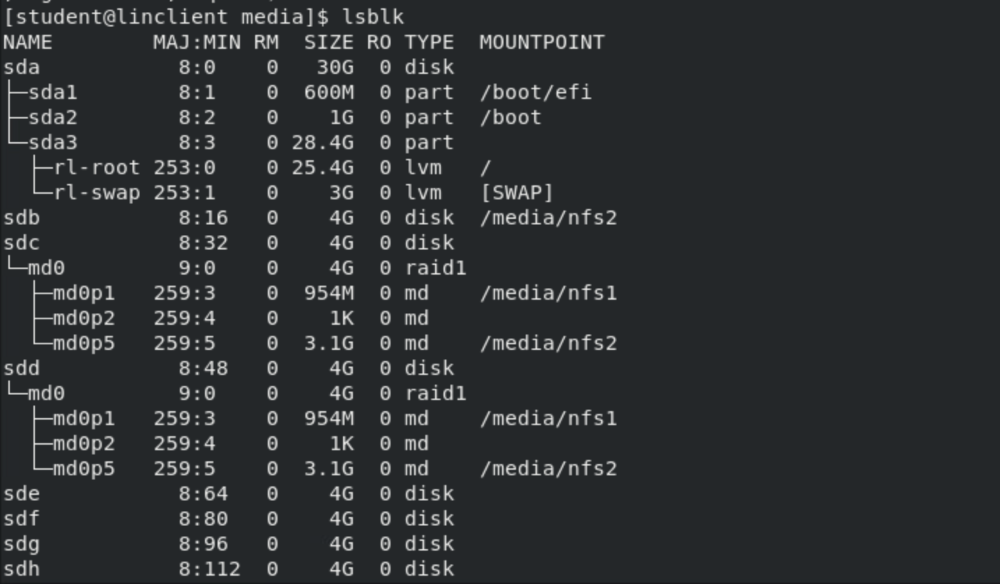 [student@linclient media]$ lsblk
NAME        MAJ:MIN RM  SIZE RO TYPE  MOUNTPOINT
sda           8:0    0   30G  0 disk
├─sda1        8:1    0  600M  0 part  /boot/efi
├─sda2        8:2    0    1G  0 part  /boot
└─sda3        8:3    0 28.4G  0 part
  ├─rl-root 253:0    0 25.4G  0 lvm   /
  └─rl-swap 253:1    0    3G  0 lvm   [SWAP]
sdb           8:16   0    4G  0 disk  /media/nfs2
sdc           8:32   0    4G  0 disk
└─md0         9:0    0    4G  0 raid1
  ├─md0p1   259:3    0  954M  0 md    /media/nfs1
  ├─md0p2   259:4    0    1K  0 md
  └─md0p5   259:5    0  3.1G  0 md    /media/nfs2
sdd           8:48   0    4G  0 disk
└─md0         9:0    0    4G  0 raid1
  ├─md0p1   259:3    0  954M  0 md    /media/nfs1
  ├─md0p2   259:4    0    1K  0 md
  └─md0p5   259:5    0  3.1G  0 md    /media/nfs2
sde           8:64   0    4G  0 disk
sdf           8:80   0    4G  0 disk
sdg           8:96   0    4G  0 disk
sdh           8:112  0    4G  0 disk